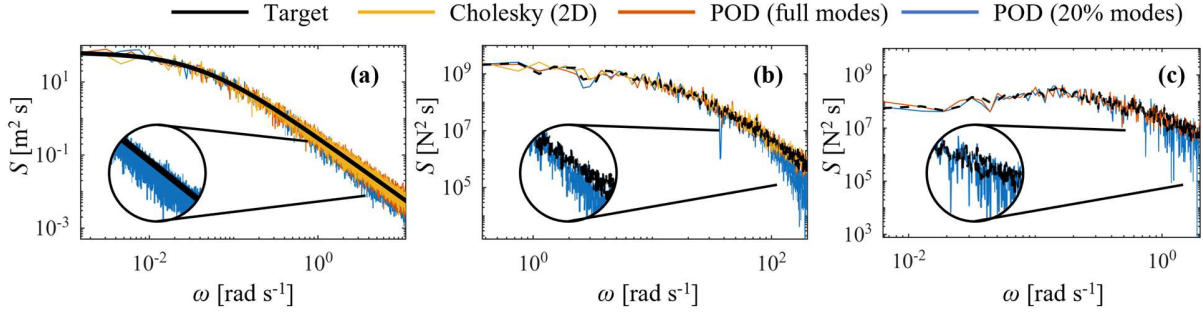 Target Cholesky (2D) POD (full modes) POD (20% modes)
(a) (b) (c)
S [m² s]
10¹
10⁻¹
10⁻³
10⁻² 10⁰
ω [rad s⁻¹]
S [N² s]
10⁹
10⁷
10⁵
10⁰ 10²
ω [rad s⁻¹]
S [N² s]
10⁹
10⁷
10⁵
10³
10⁻² 10⁰
ω [rad s⁻¹]